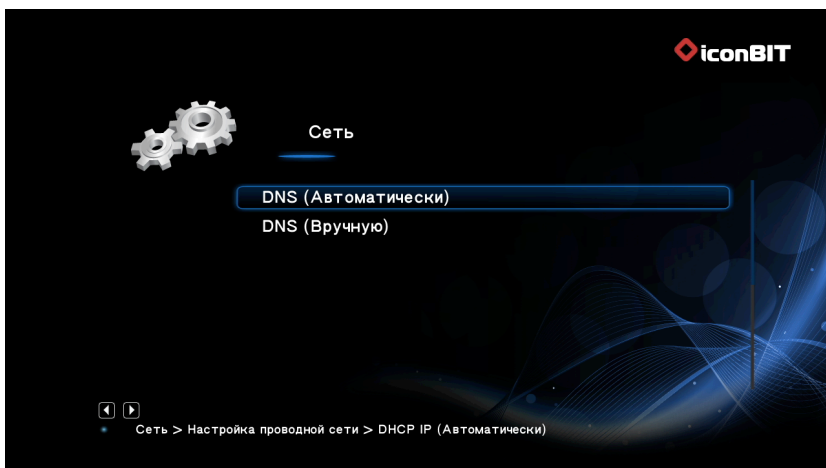 iconBIT
Сеть
DNS (Автоматически)
DNS (Вручную)
Сеть > Настройка проводной сети > DHCP IP (Автоматически)